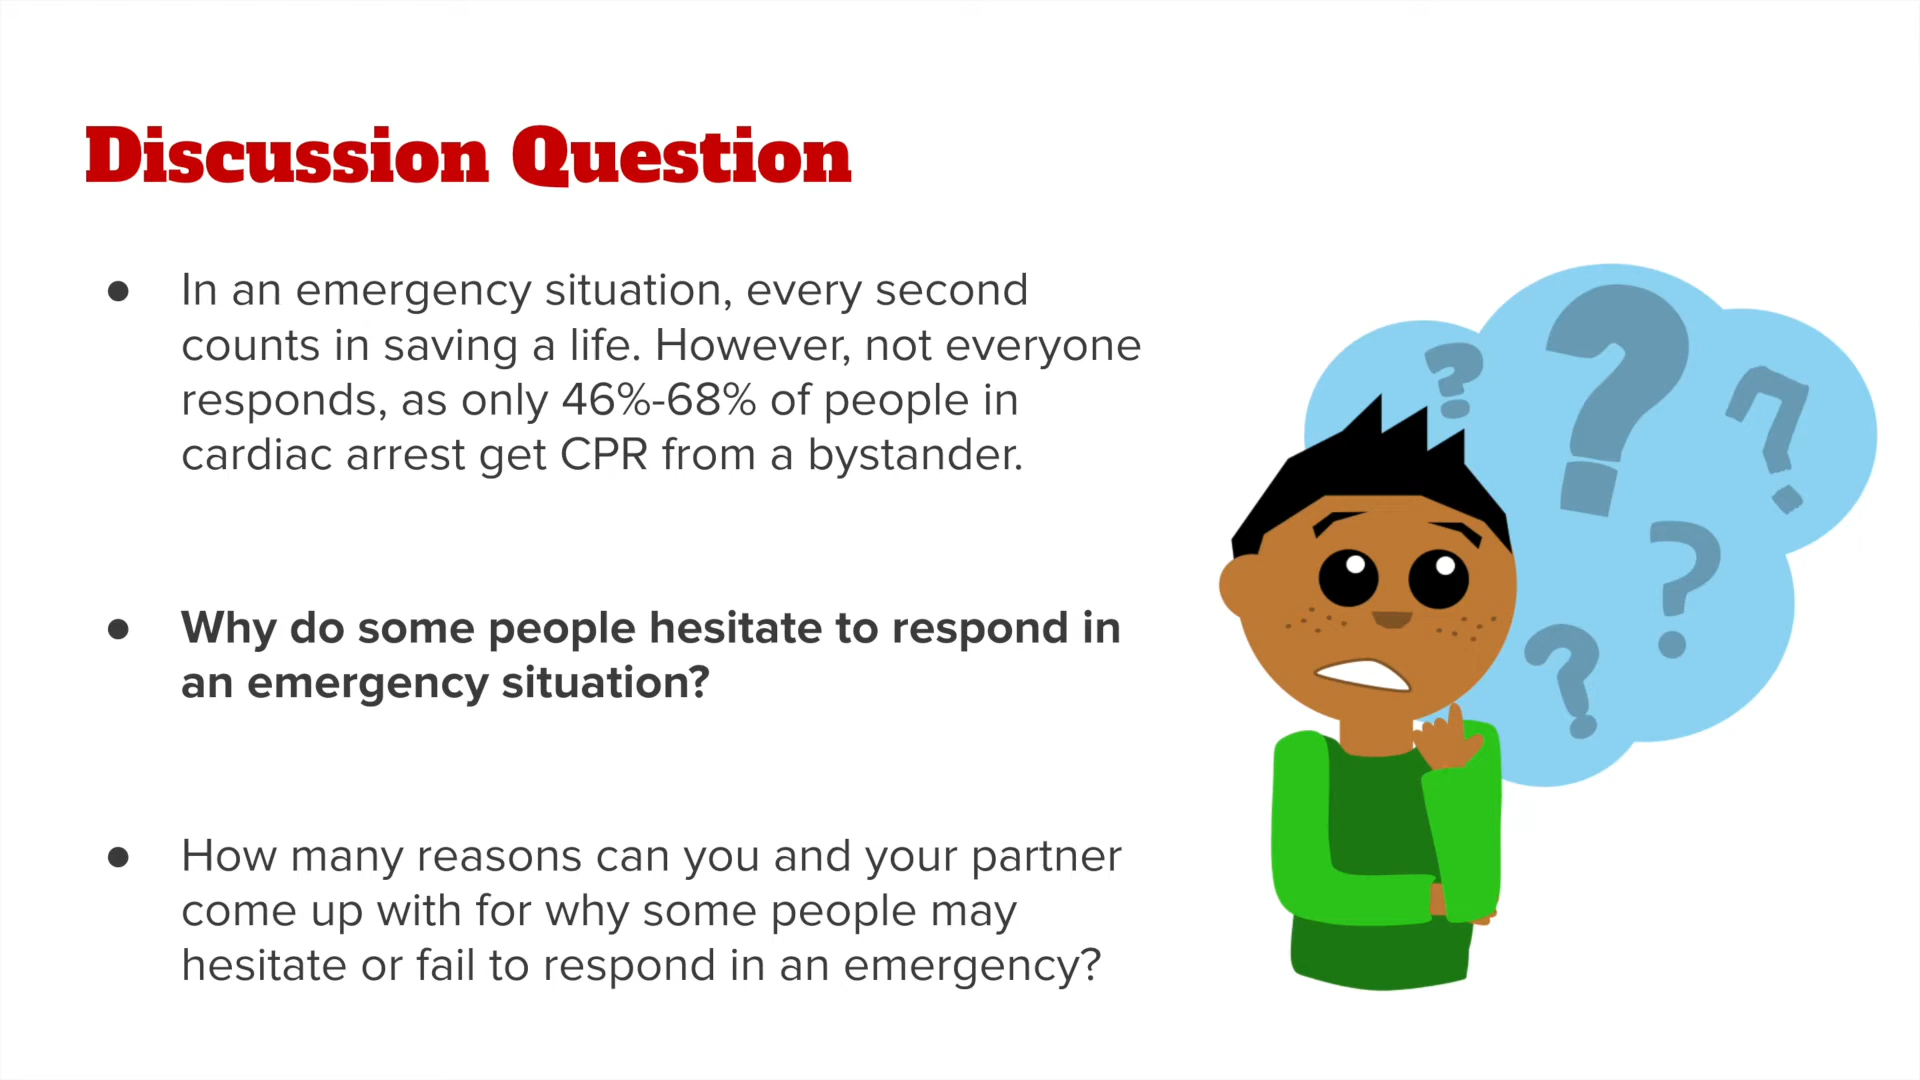 Discussion Question
● In an emergency situation, every second
counts in saving a life. However, not everyone
responds, as only 46%-68% of people in
cardiac arrest get CPR from a bystander.
● Why do some people hesitate to respond in
an emergency situation?
● How many reasons can you and your partner
come up with for why some people may
hesitate or fail to respond in an emergency?
? ? ? ? ?